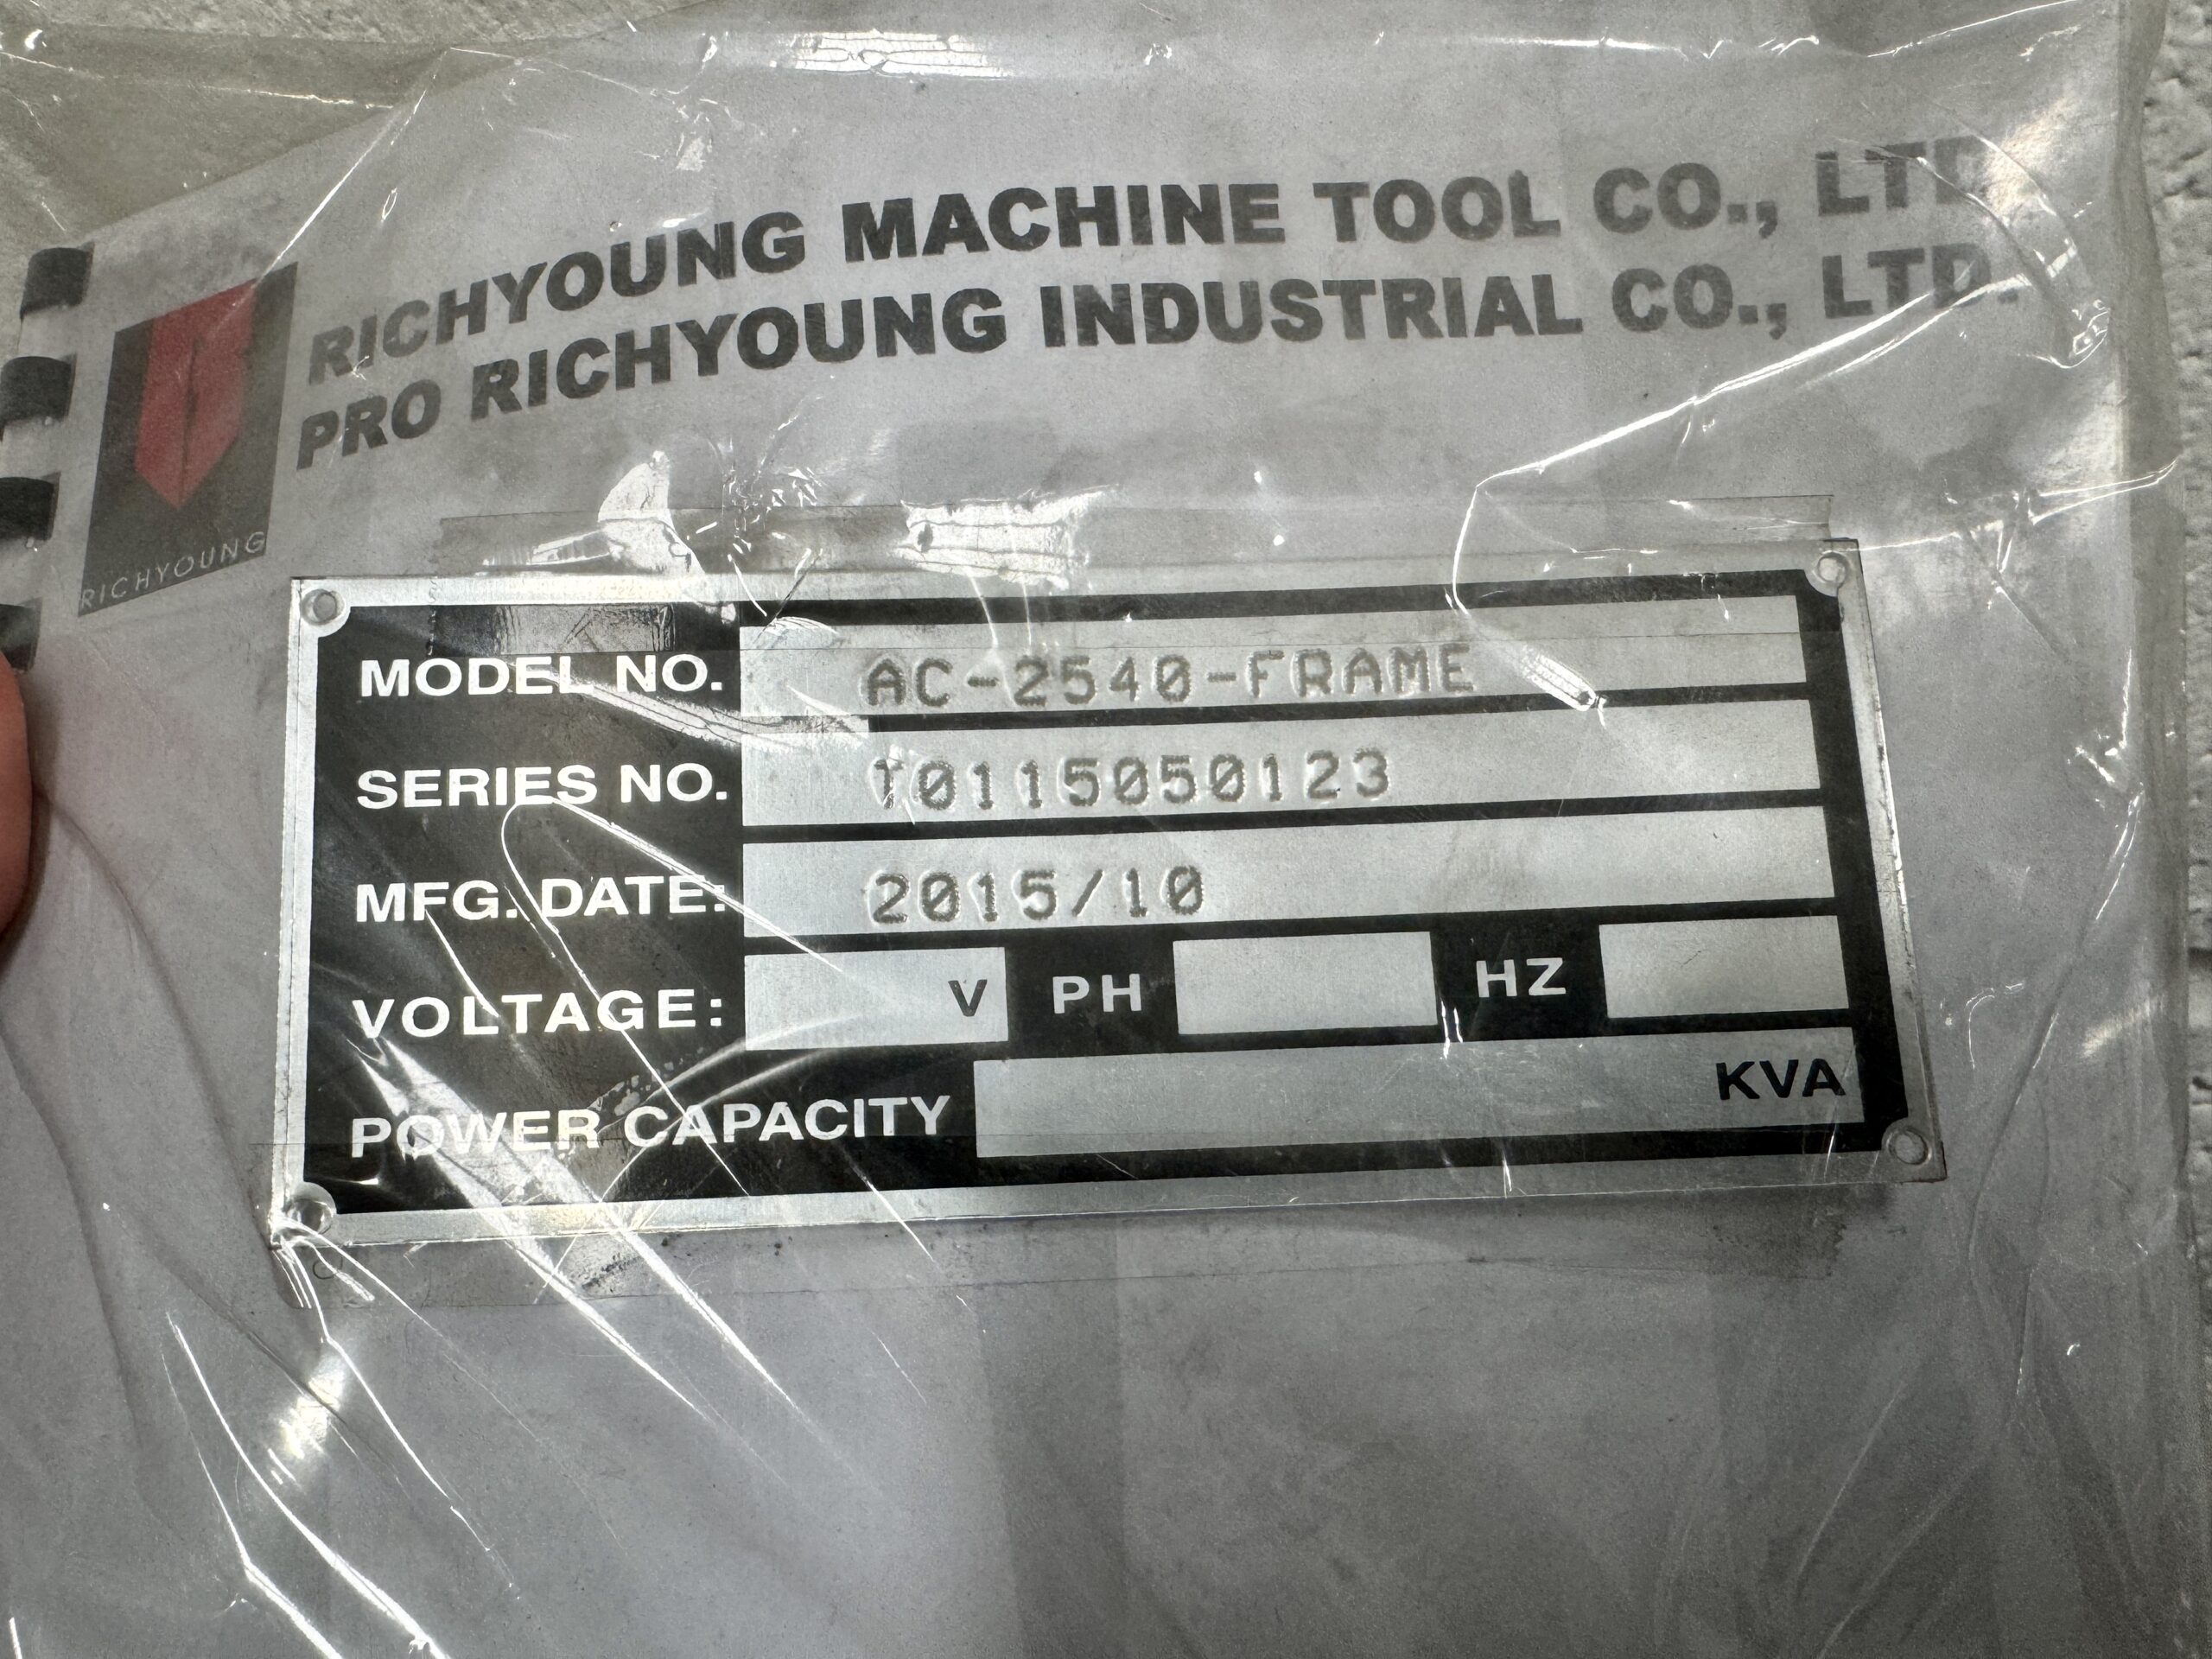 RICHYOUNG MACHINE TOOL CO., LTD.
PRO RICHYOUNG INDUSTRIAL CO., LTD.
RICHYOUNG
MODEL NO. AC-2540-FRAME
SERIES NO. T0115050123
MFG. DATE: 2015/10
VOLTAGE: V PH HZ
POWER CAPACITY KVA